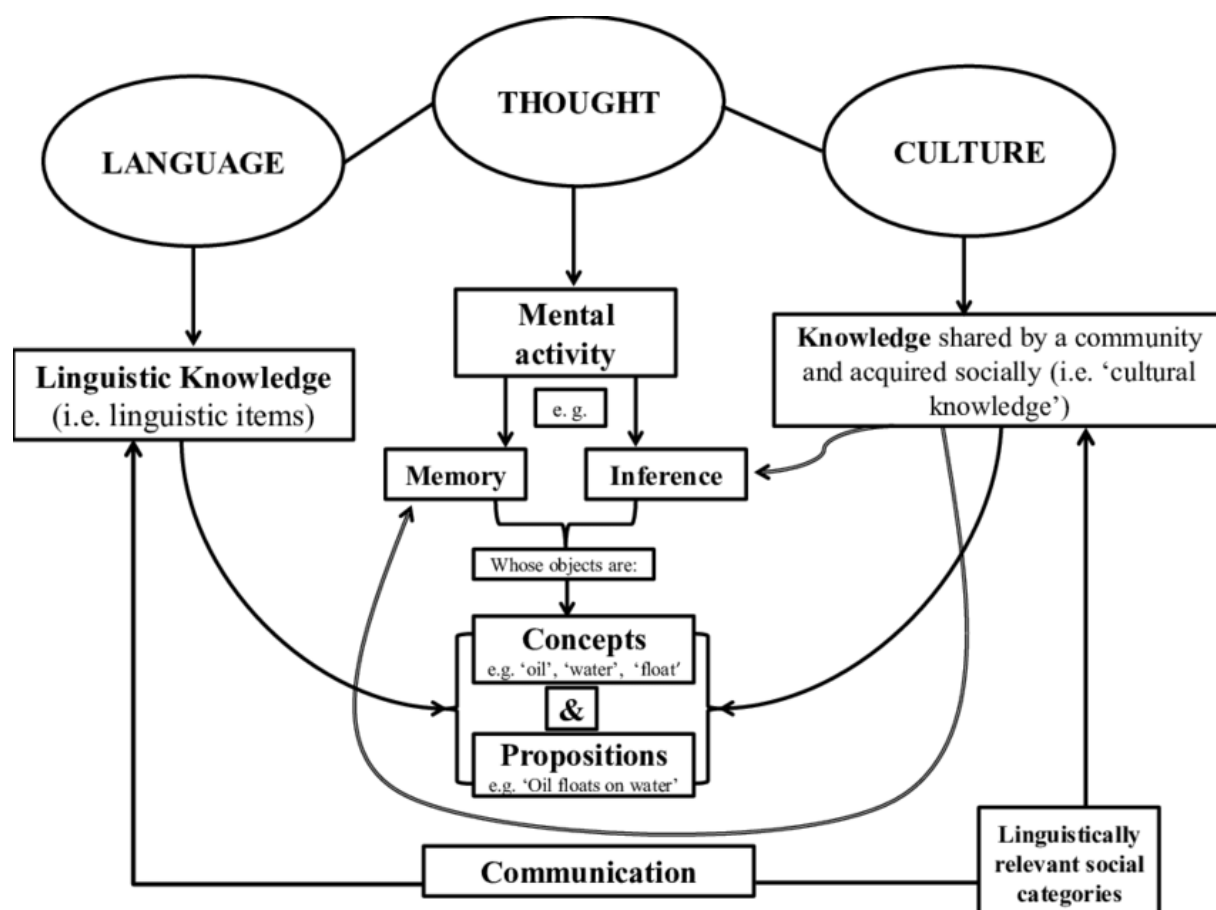 THOUGHT
LANGUAGE
CULTURE
Mental
activity
Knowledge shared by a community
and acquired socially (i.e. ‘cultural
knowledge’)
Linguistic Knowledge
(i.e. linguistic items)
e. g.
Memory
Inference
Whose objects are:
Concepts
e.g. ‘oil’, ‘water’, ‘float’
&
Propositions
e.g. ‘Oil floats on water’
Communication
Linguistically
relevant social
categories